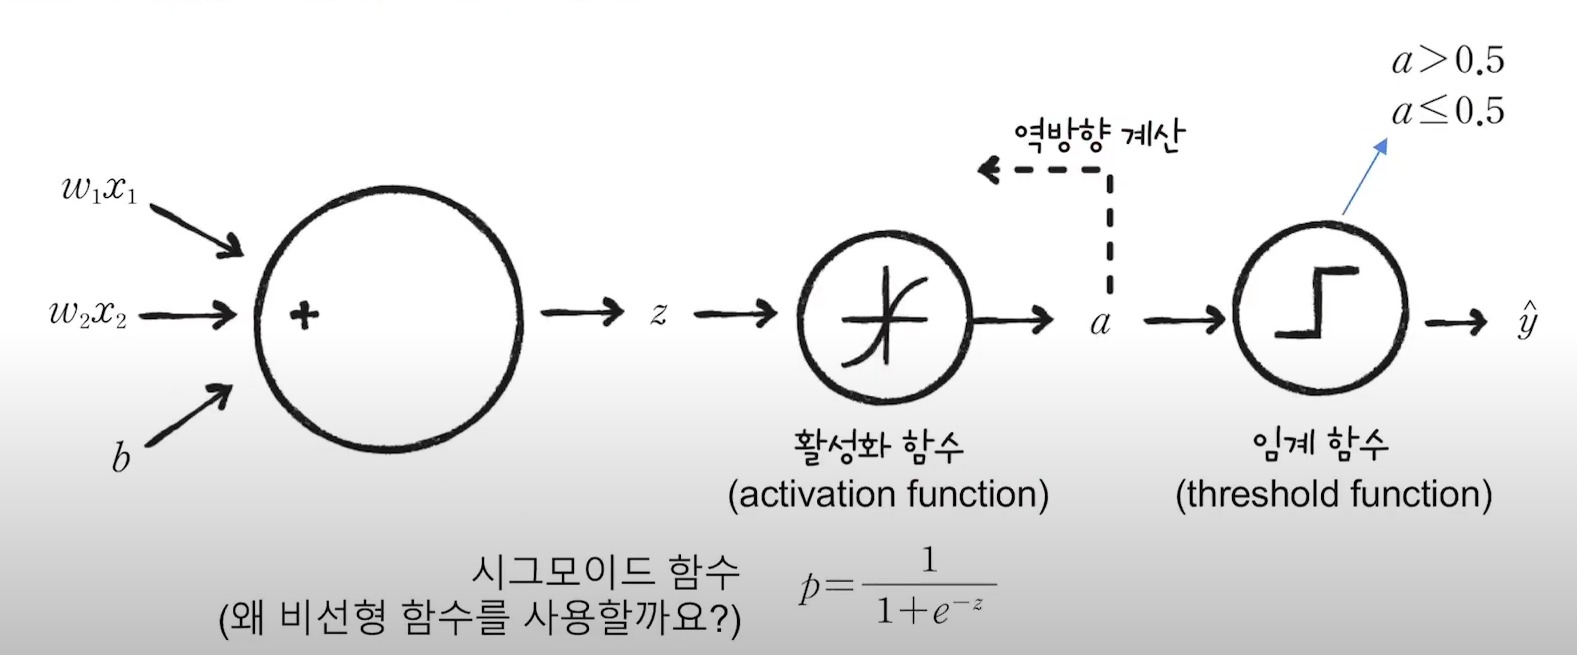 a>0.5
a≤0.5
역방향 계산
w₁x₁
w₂x₂
b
+
z
a
ŷ
활성화 함수
(activation function)
임계 함수
(threshold function)
시그모이드 함수
(왜 비선형 함수를 사용할까요?)
p=1/(1+e⁻ᶻ)